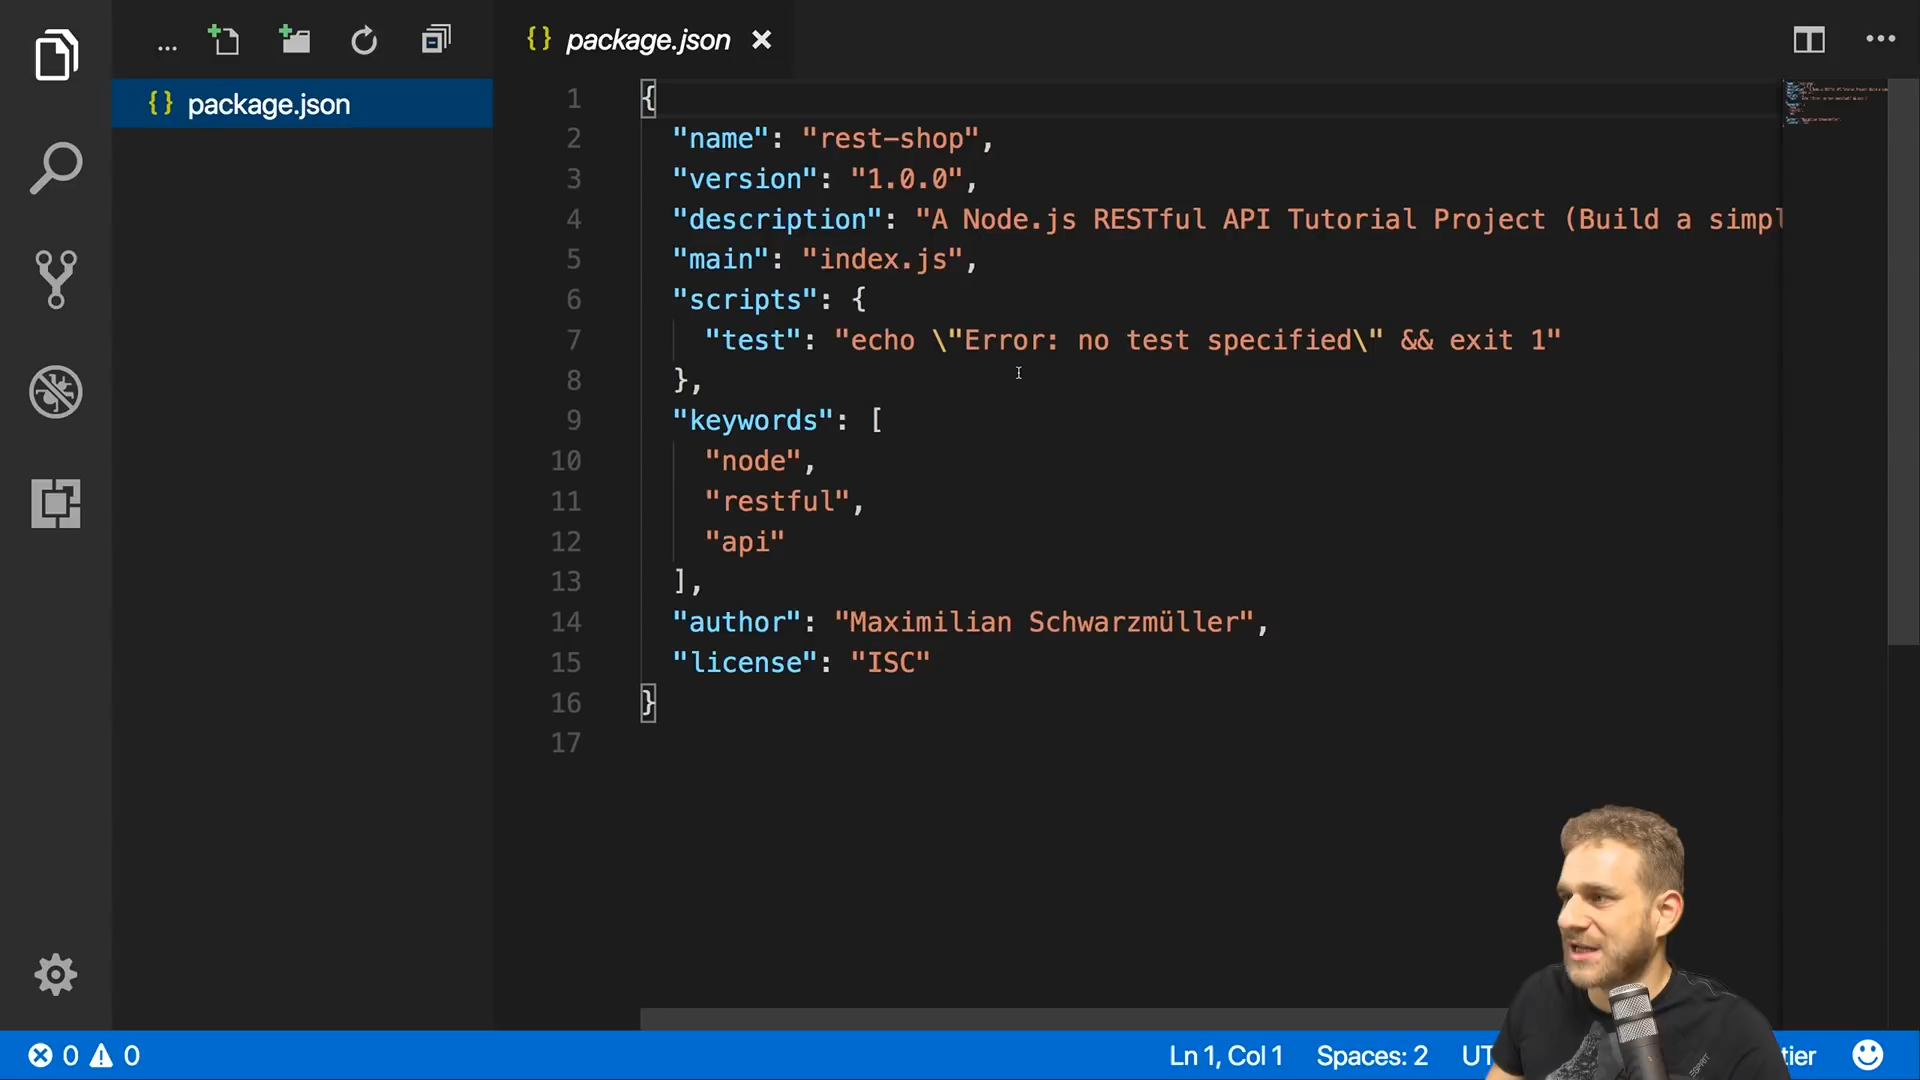 ...
package.json
{} package.json
1 {
2 "name": "rest-shop",
3 "version": "1.0.0",
4 "description": "A Node.js RESTful API Tutorial Project (Build a simpl
5 "main": "index.js",
6 "scripts": {
7 "test": "echo \"Error: no test specified\" && exit 1"
8 },
9 "keywords": [
10 "node",
11 "restful",
12 "api"
13 ],
14 "author": "Maximilian Schwarzmüller",
15 "license": "ISC"
16 }
17
0 0
Ln 1, Col 1 Spaces: 2 UT tier
ESPRIT